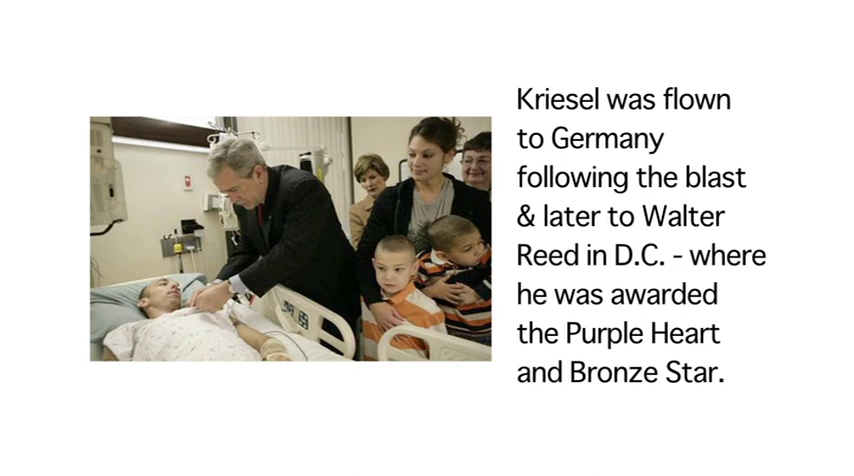 Kriesel was flown
to Germany
following the blast
& later to Walter
Reed in D.C. - where
he was awarded
the Purple Heart
and Bronze Star.